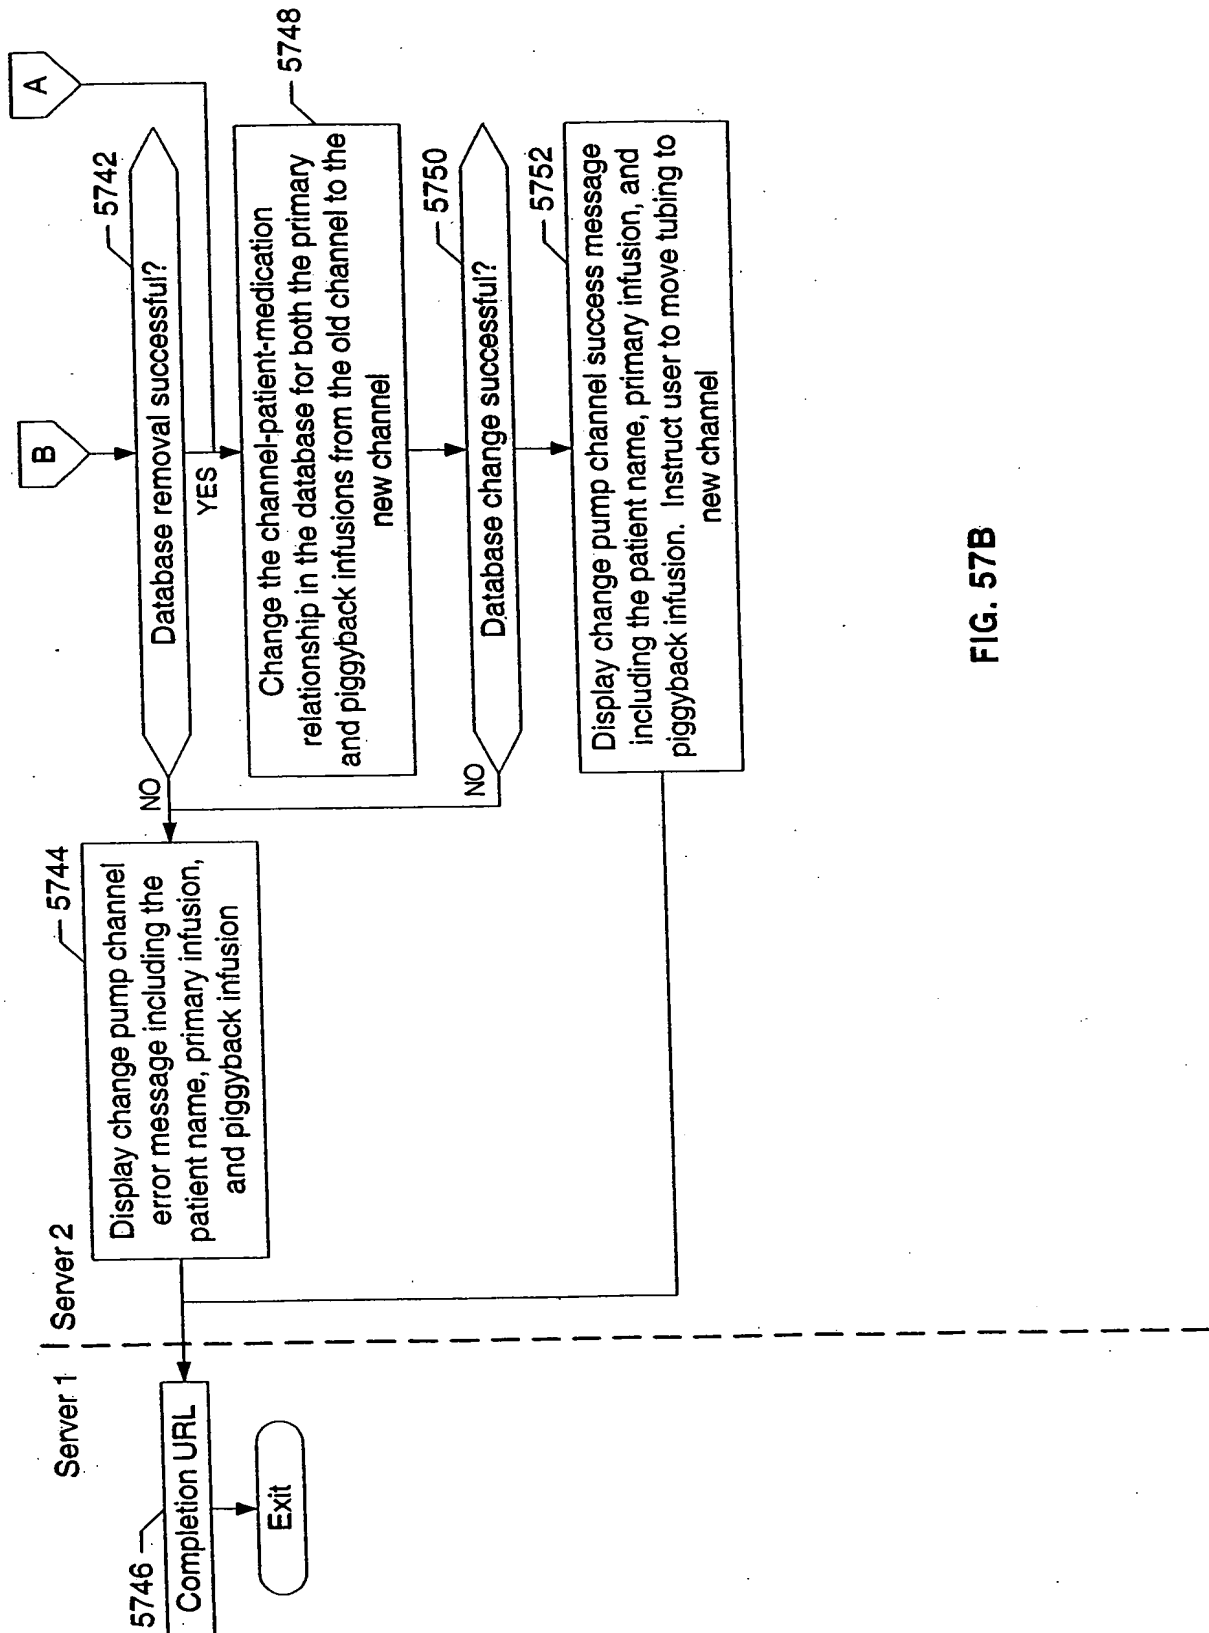 Server 1
Server 2
B
A
5742
Database removal successful?
YES
NO
5744
Display change pump channel
error message including the
patient name, primary infusion,
and piggyback infusion
5746
Completion URL
Exit
5748
Change the channel-patient-medication
relationship in the database for both the primary
and piggyback infusions from the old channel to the
new channel
5750
Database change successful?
NO
5752
Display change pump channel success message
including the patient name, primary infusion, and
piggyback infusion. Instruct user to move tubing to
new channel
FIG. 57B